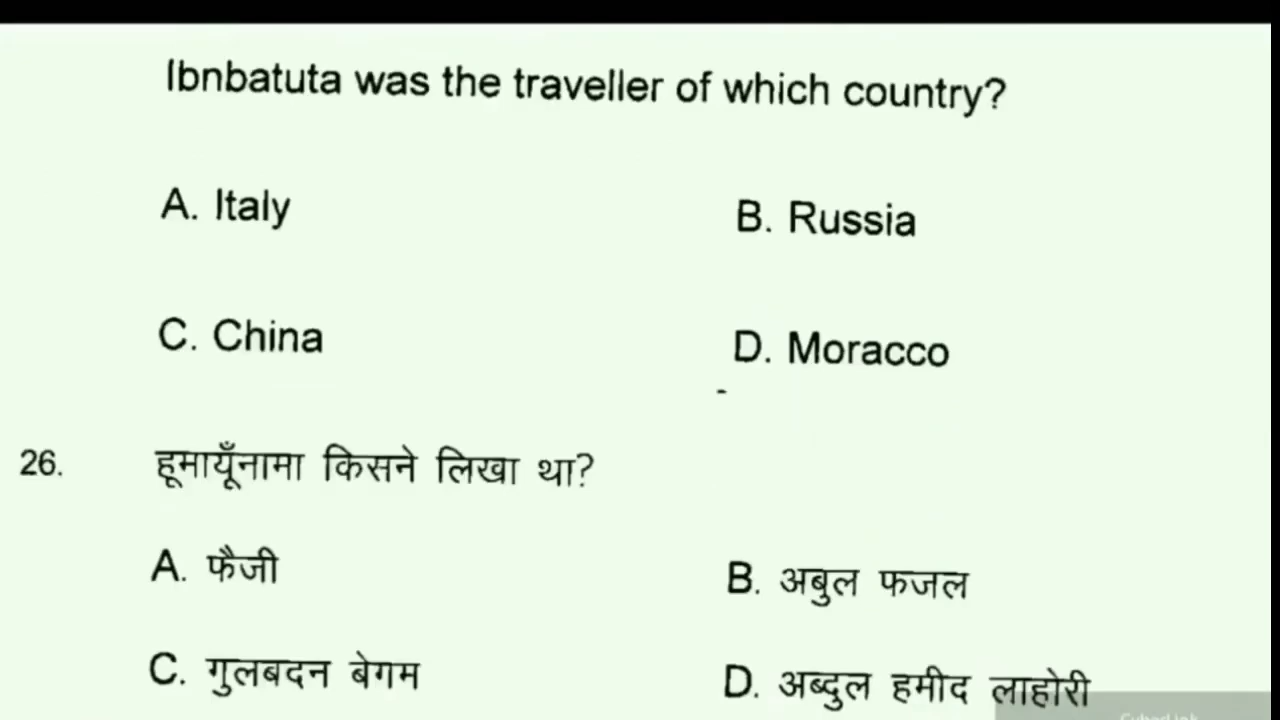 Ibnbatuta was the traveller of which country?
A. Italy B. Russia
C. China D. Moracco
26. हूमायूँनामा किसने लिखा था?
A. फैजी B. अबुल फजल
C. गुलबदन बेगम D. अब्दुल हमीद लाहोरी
CyberLink